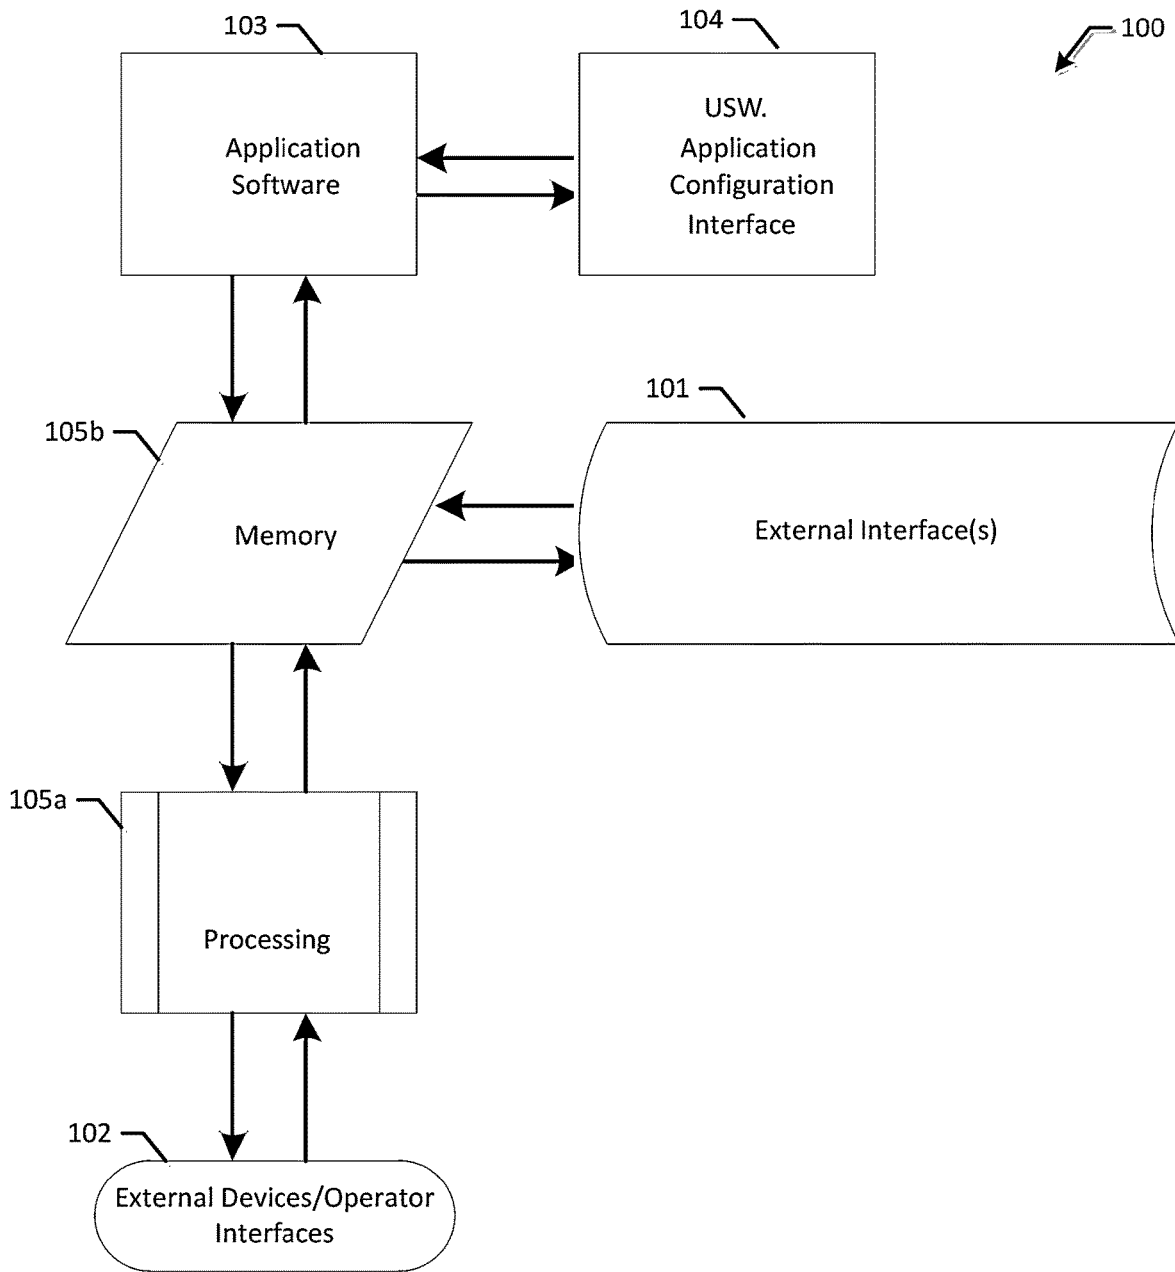 103
104
100
Application
Software
USW.
Application
Configuration
Interface
101
105b
Memory
External Interface(s)
105a
Processing
102
External Devices/Operator
Interfaces